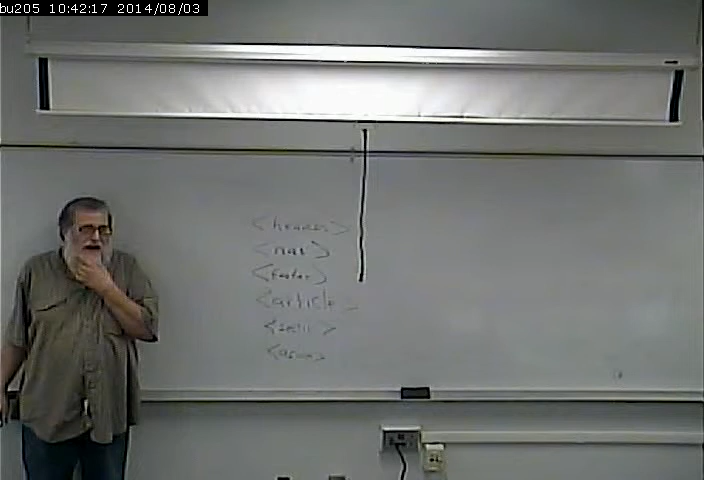 bu205 10:42:17 2014/08/03
<header>
<nav>
<footer>
<article>